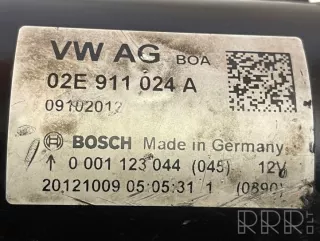 VW AG BOA
02E 911 024 A
09102012
BOSCH Made in Germany
↑ 0 001 123 044 (045) 12V
20121009 05:05:31 1 (0890)
RRR